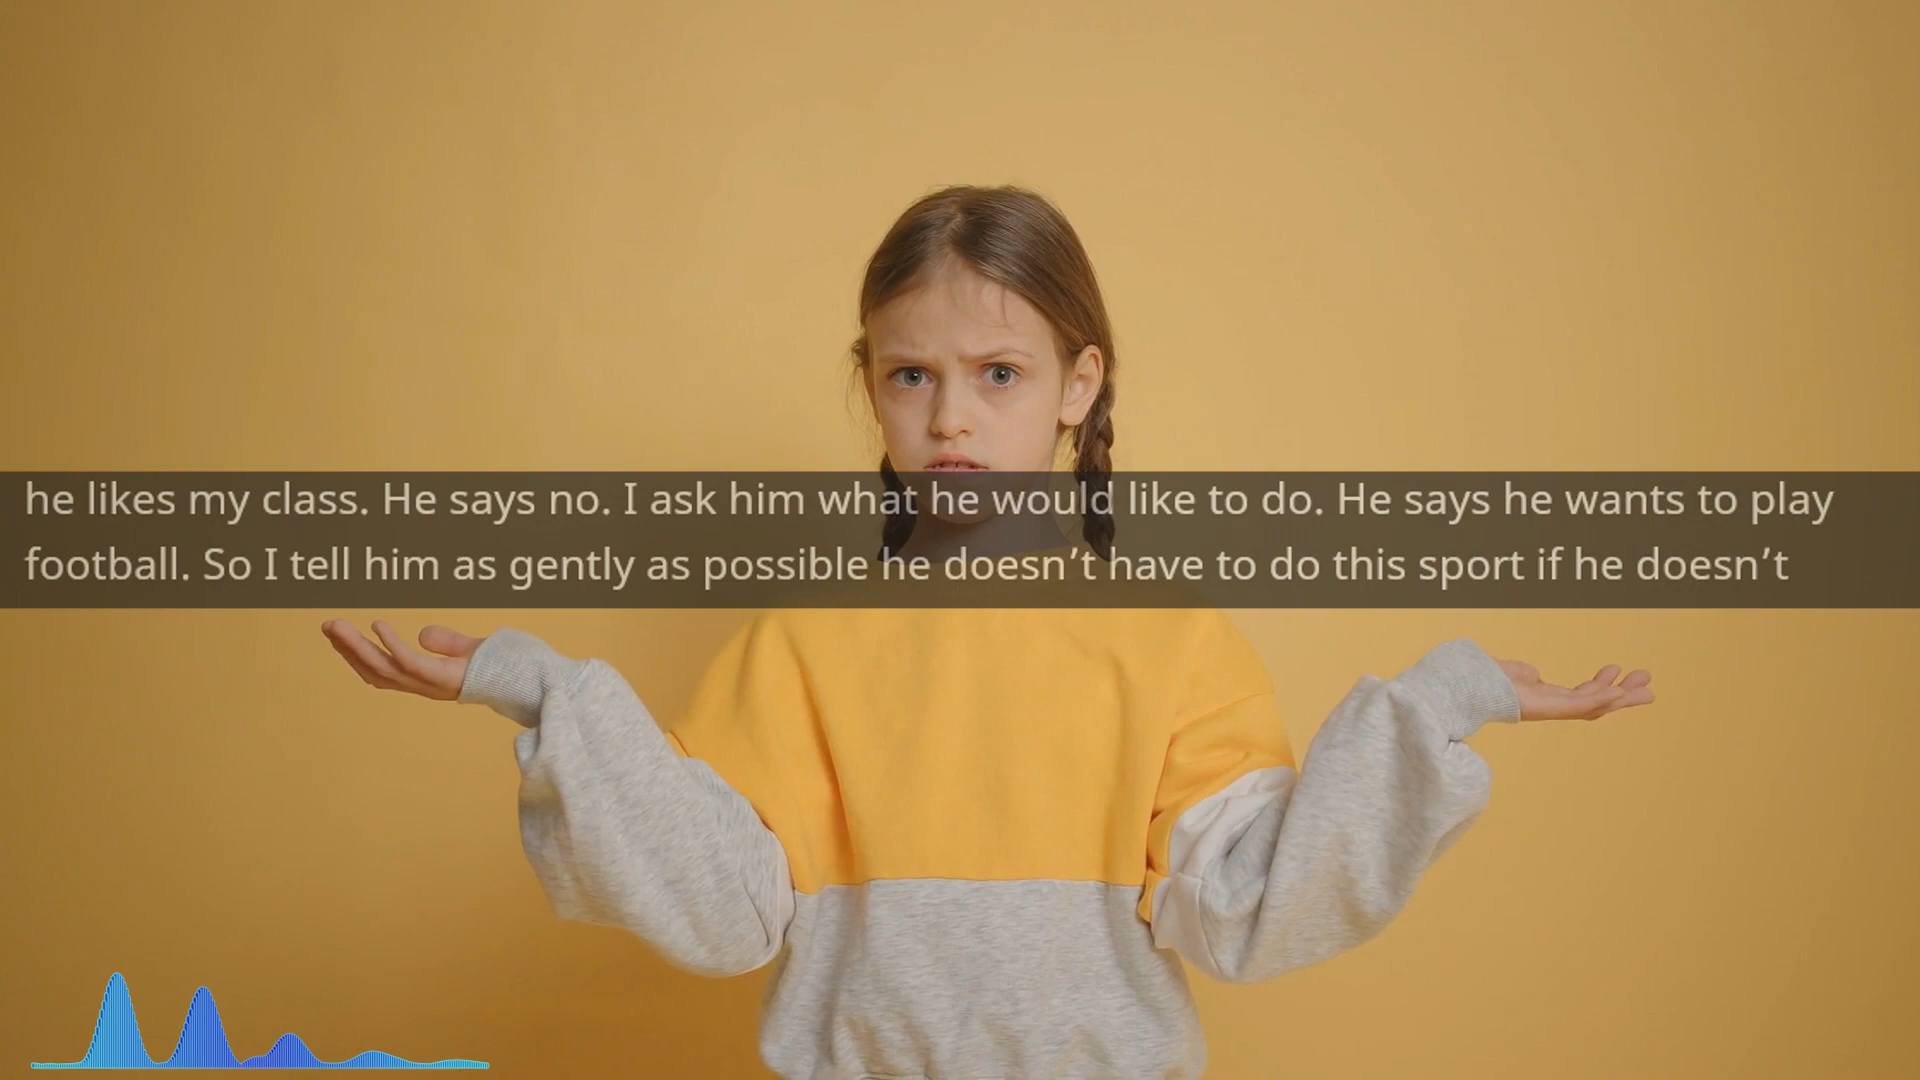 he likes my class. He says no. I ask him what he would like to do. He says he wants to play
football. So I tell him as gently as possible he doesn’t have to do this sport if he doesn’t